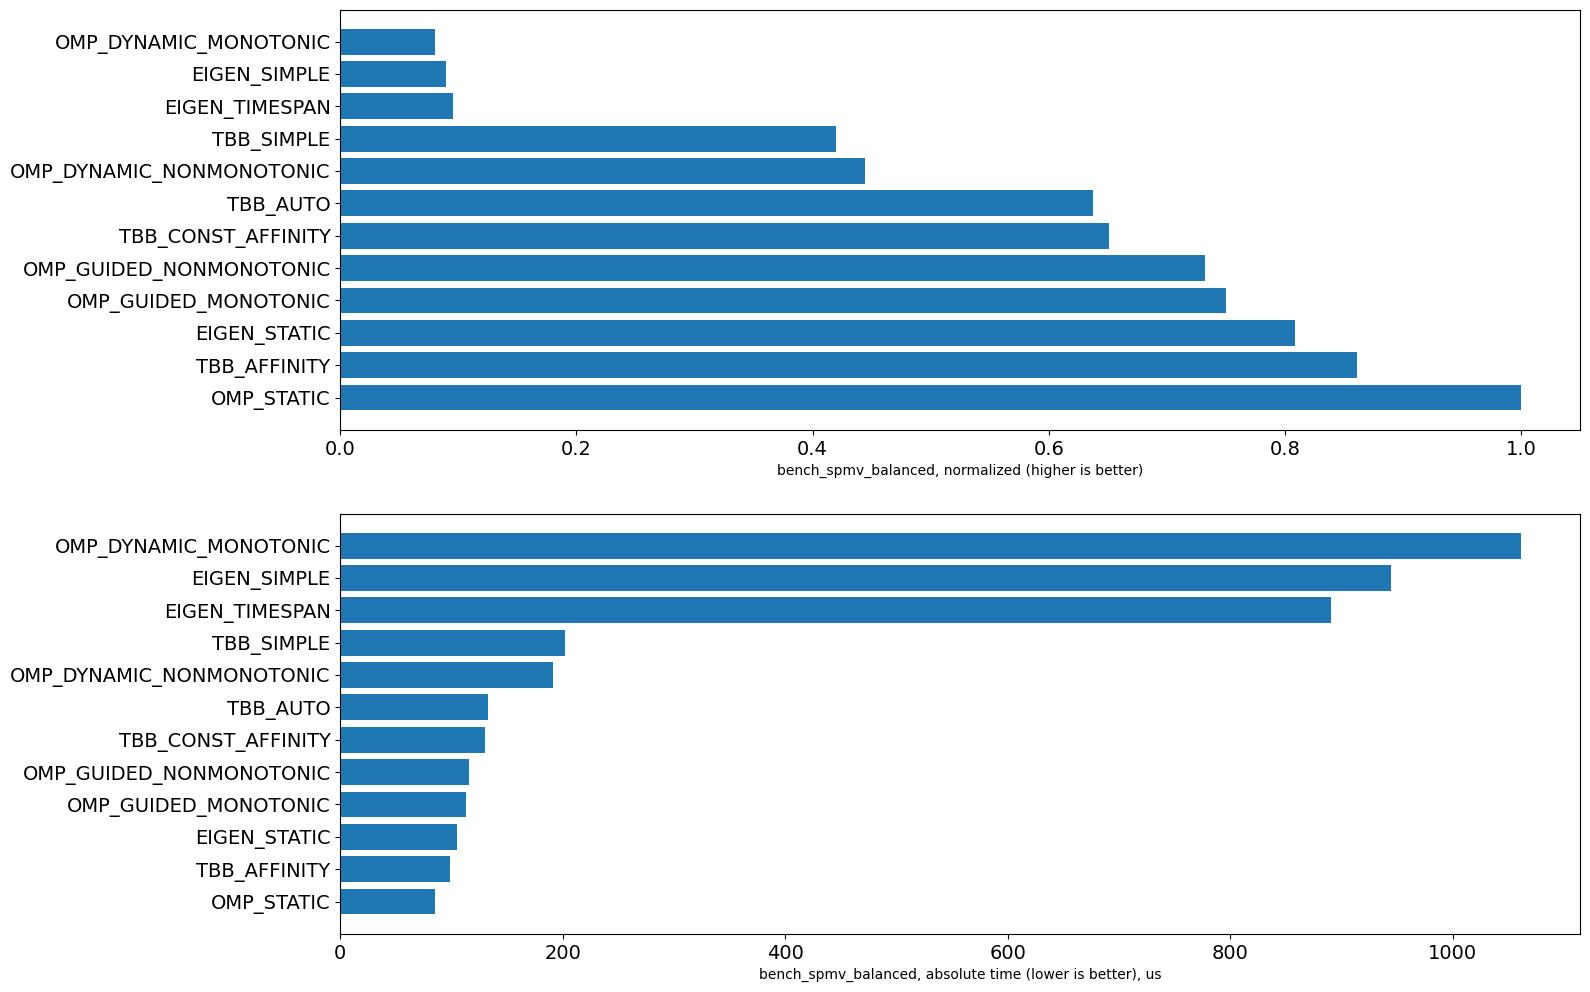 OMP_DYNAMIC_MONOTONIC
EIGEN_SIMPLE
EIGEN_TIMESPAN
TBB_SIMPLE
OMP_DYNAMIC_NONMONOTONIC
TBB_AUTO
TBB_CONST_AFFINITY
OMP_GUIDED_NONMONOTONIC
OMP_GUIDED_MONOTONIC
EIGEN_STATIC
TBB_AFFINITY
OMP_STATIC
0.0 0.2 0.4 0.6 0.8 1.0
bench_spmv_balanced, normalized (higher is better)
OMP_DYNAMIC_MONOTONIC
EIGEN_SIMPLE
EIGEN_TIMESPAN
TBB_SIMPLE
OMP_DYNAMIC_NONMONOTONIC
TBB_AUTO
TBB_CONST_AFFINITY
OMP_GUIDED_NONMONOTONIC
OMP_GUIDED_MONOTONIC
EIGEN_STATIC
TBB_AFFINITY
OMP_STATIC
0 200 400 600 800 1000
bench_spmv_balanced, absolute time (lower is better), us